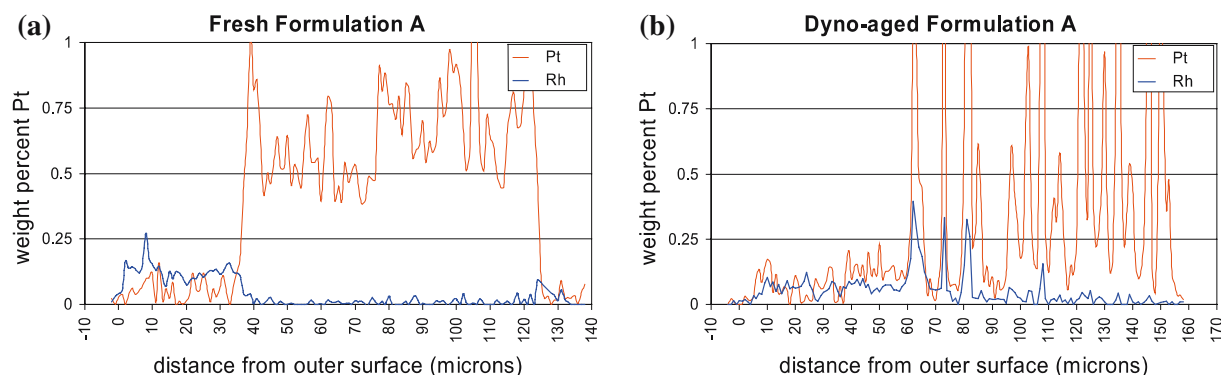 (a) Fresh Formulation A
Pt
Rh
weight percent Pt
1
0.75
0.5
0.25
0
-10 0 10 20 30 40 50 60 70 80 90 100 110 120 130 140
distance from outer surface (microns)
(b) Dyno-aged Formulation A
Pt
Rh
weight percent Pt
1
0.75
0.5
0.25
0
-10 0 10 20 30 40 50 60 70 80 90 100 110 120 130 140 150 160 170
distance from outer surface (microns)